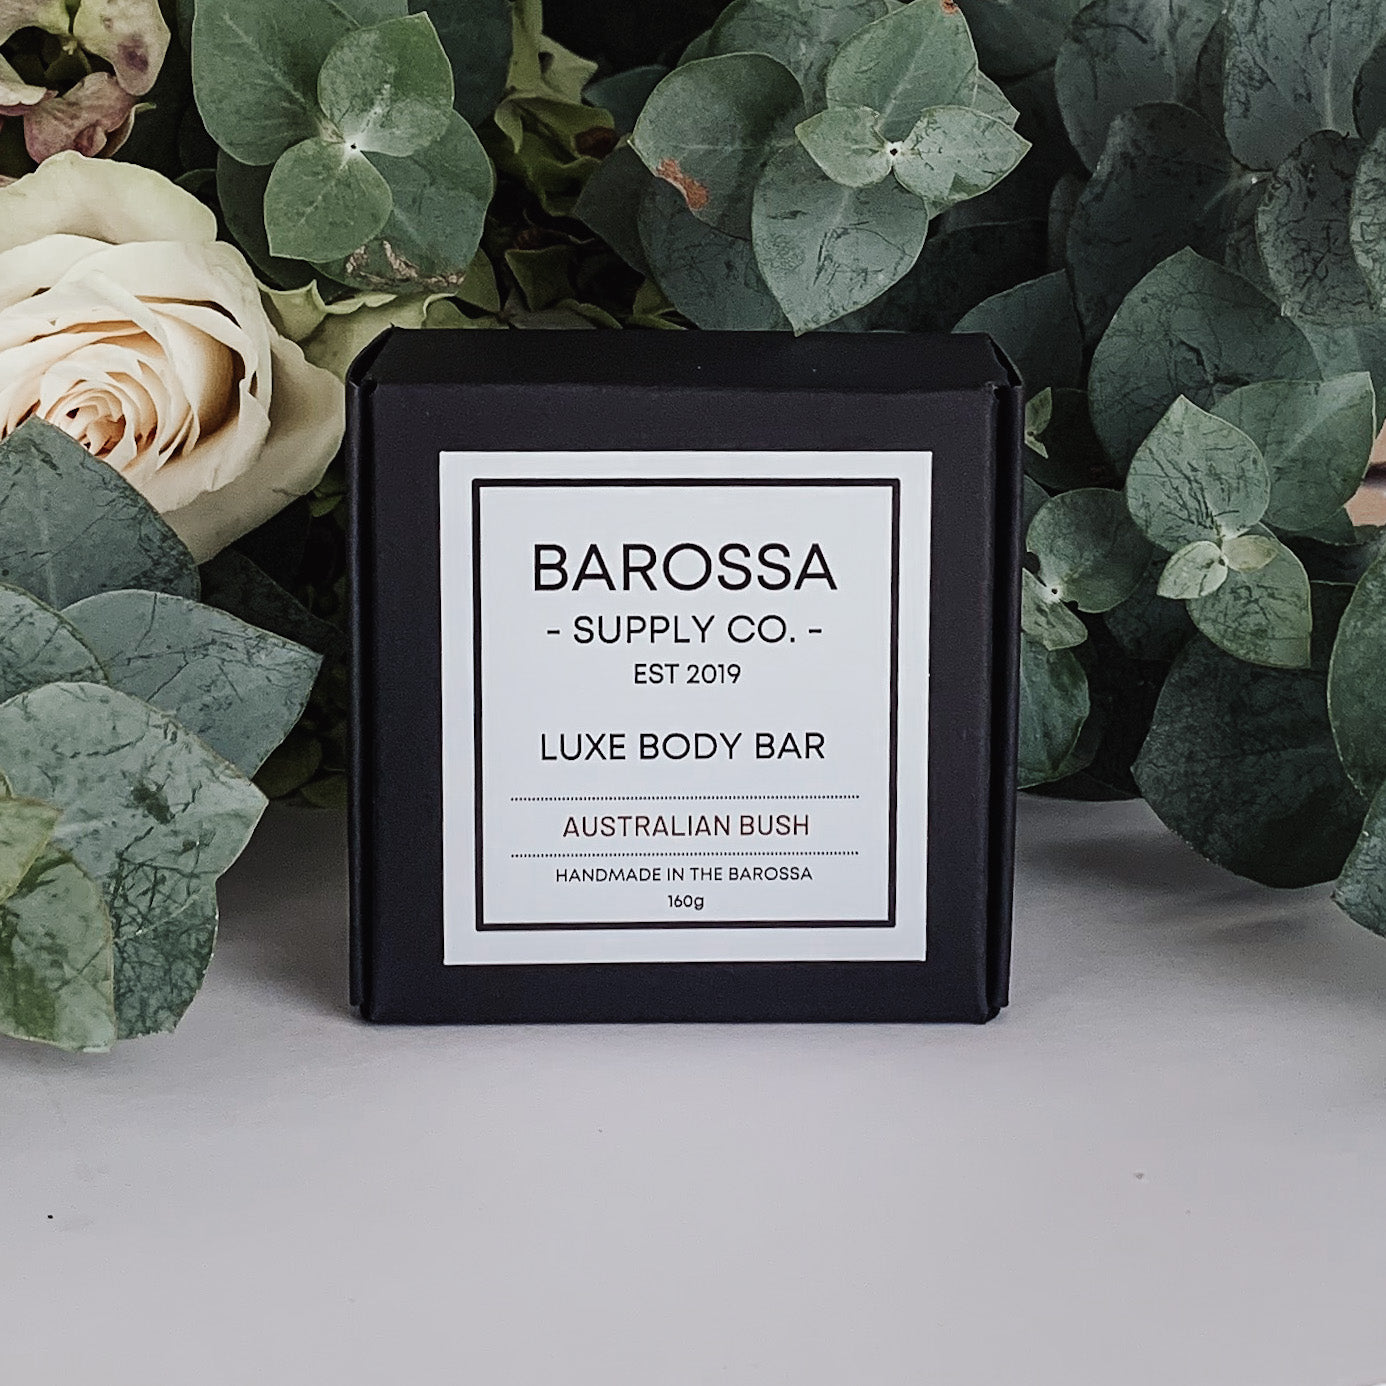 BAROSSA
- SUPPLY CO. -
EST 2019
LUXE BODY BAR
AUSTRALIAN BUSH
HANDMADE IN THE BAROSSA
160g